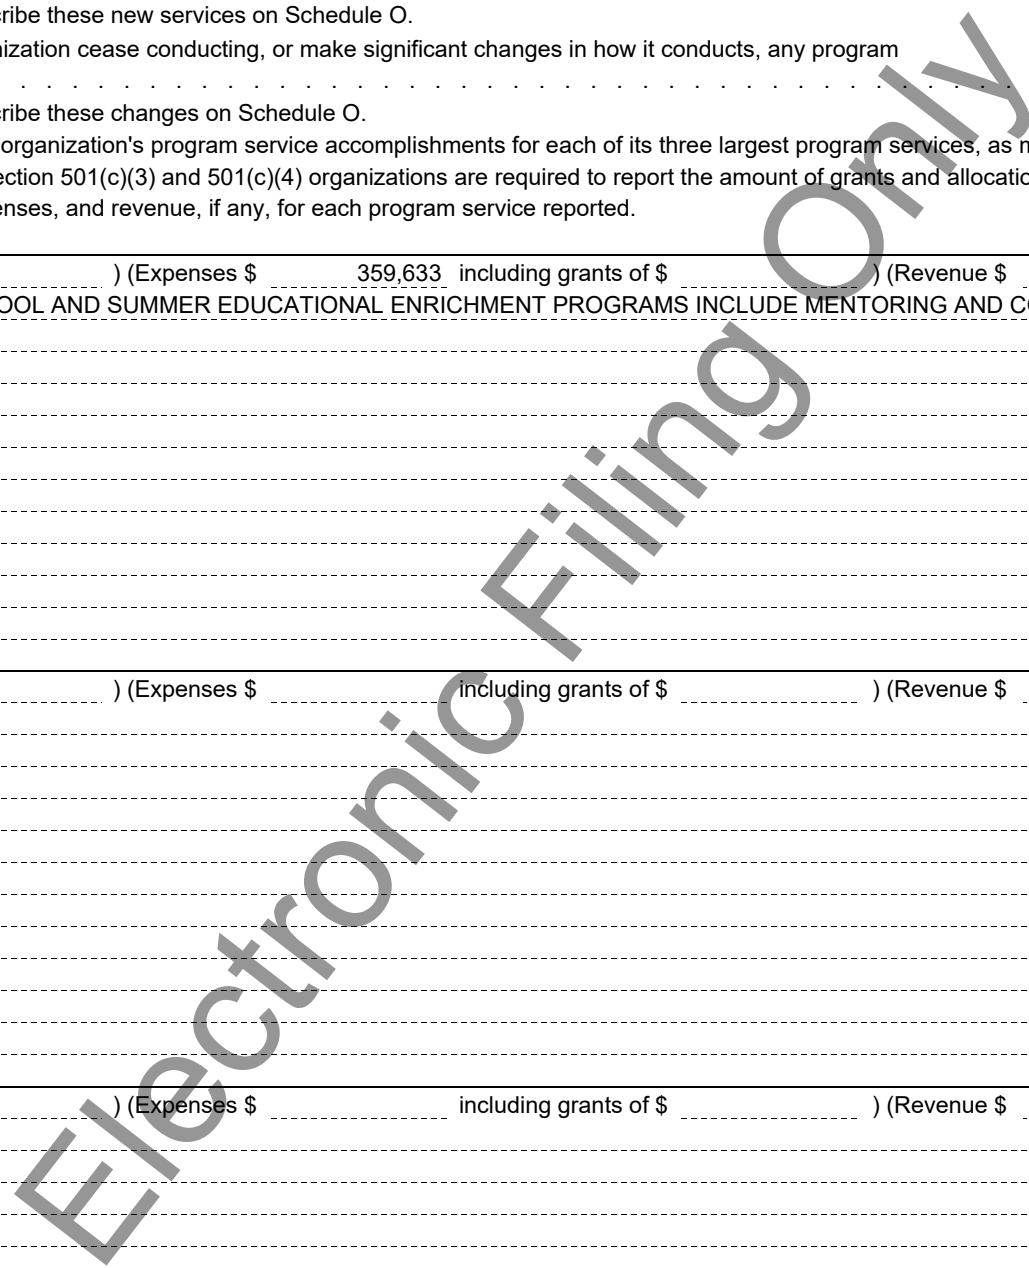 cribe these new services on Schedule O.
nization cease conducting, or make significant changes in how it conducts, any program
. . . . . . . . . . . . . . . . . . . . . . . . . . . . . . . . . . . . . . .
cribe these changes on Schedule O.
organization's program service accomplishments for each of its three largest program services, as m
ection 501(c)(3) and 501(c)(4) organizations are required to report the amount of grants and allocatio
enses, and revenue, if any, for each program service reported.
) (Expenses $ 359,633 including grants of $ ) (Revenue $
OOL AND SUMMER EDUCATIONAL ENRICHMENT PROGRAMS INCLUDE MENTORING AND CO
) (Expenses $ including grants of $ ) (Revenue $
) (Expenses $ including grants of $ ) (Revenue $
Electronic Filing Only